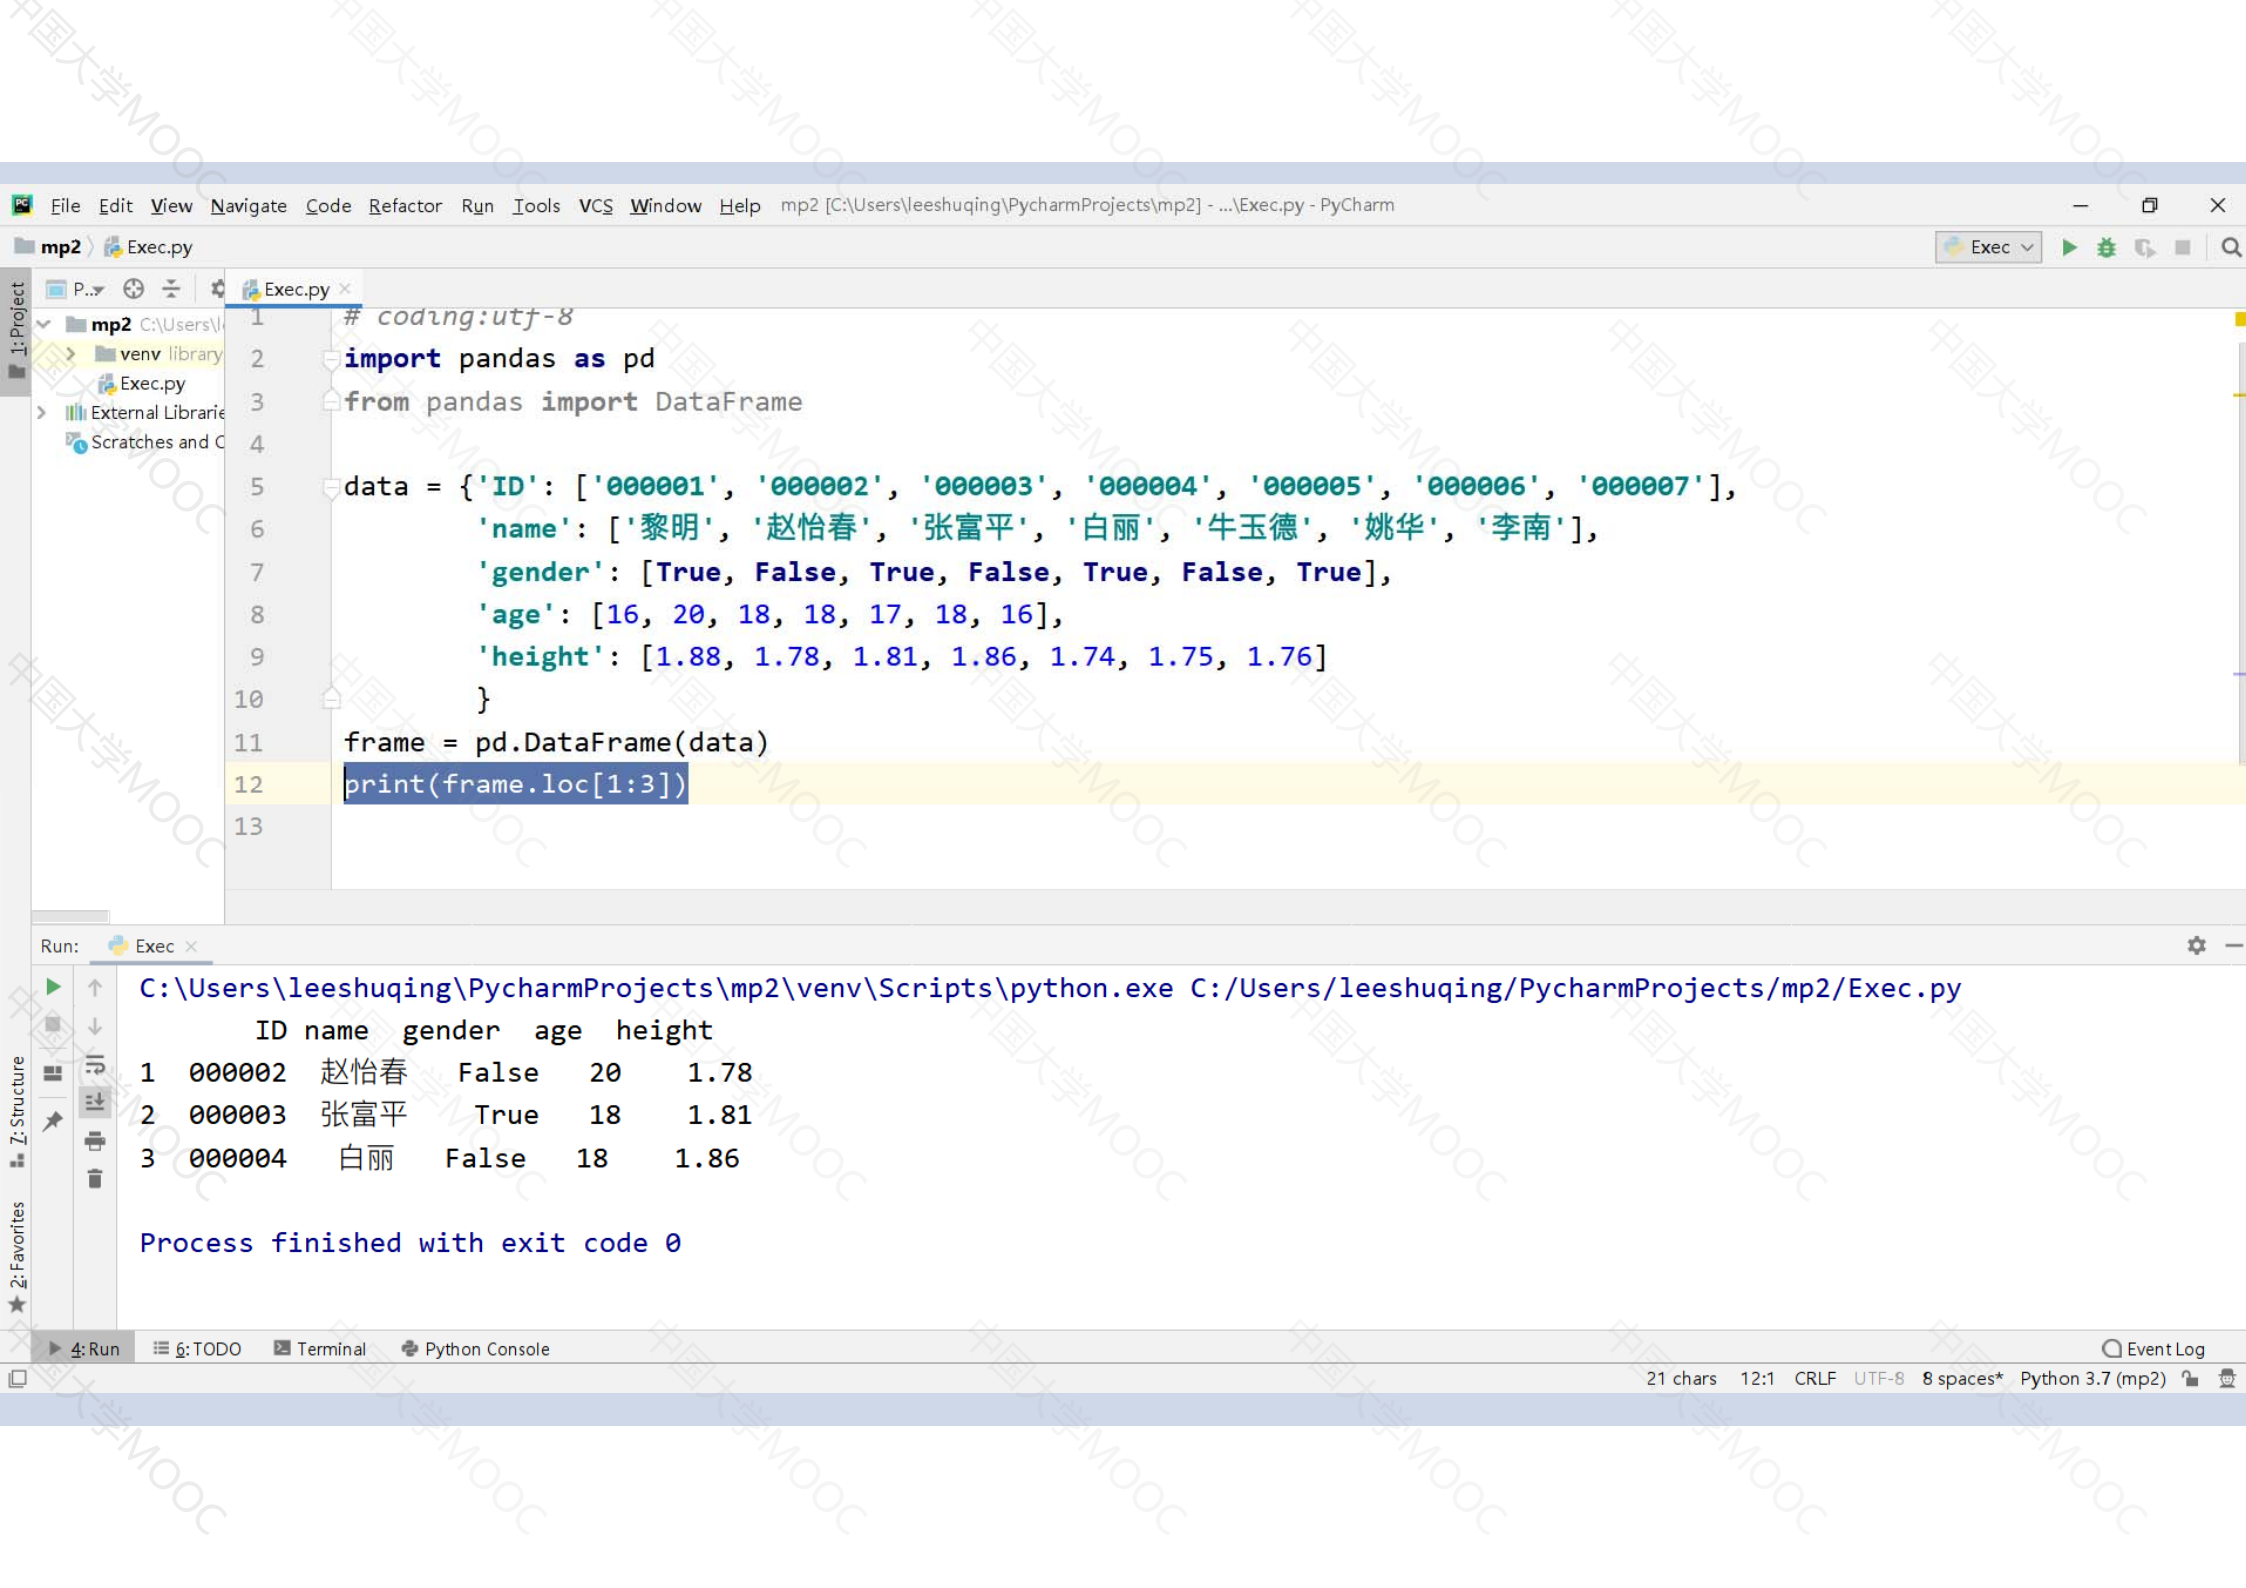 File Edit View Navigate Code Refactor Run Tools VCS Window Help mp2 [C:\Users\leeshuqing\PycharmProjects\mp2] - ...\Exec.py - PyCharm
mp2 Exec.py Exec
P.. Exec.py
1: Project
mp2 C:\Users\l
venv library
Exec.py
External Librarie
Scratches and C
1 # coding:utf-8
2 import pandas as pd
3 from pandas import DataFrame
4
5 data = {'ID': ['000001', '000002', '000003', '000004', '000005', '000006', '000007'],
6 'name': ['黎明', '赵怡春', '张富平', '白丽', '牛玉德', '姚华', '李南'],
7 'gender': [True, False, True, False, True, False, True],
8 'age': [16, 20, 18, 18, 17, 18, 16],
9 'height': [1.88, 1.78, 1.81, 1.86, 1.74, 1.75, 1.76]
10 }
11 frame = pd.DataFrame(data)
12 print(frame.loc[1:3])
13
Run: Exec
C:\Users\leeshuqing\PycharmProjects\mp2\venv\Scripts\python.exe C:/Users/leeshuqing/PycharmProjects/mp2/Exec.py
ID name gender age height
1 000002 赵怡春 False 20 1.78
2 000003 张富平 True 18 1.81
3 000004 白丽 False 18 1.86
Process finished with exit code 0
7: Structure
2: Favorites
4: Run 6: TODO Terminal Python Console Event Log
21 chars 12:1 CRLF UTF-8 8 spaces* Python 3.7 (mp2)
中国大学MOOC